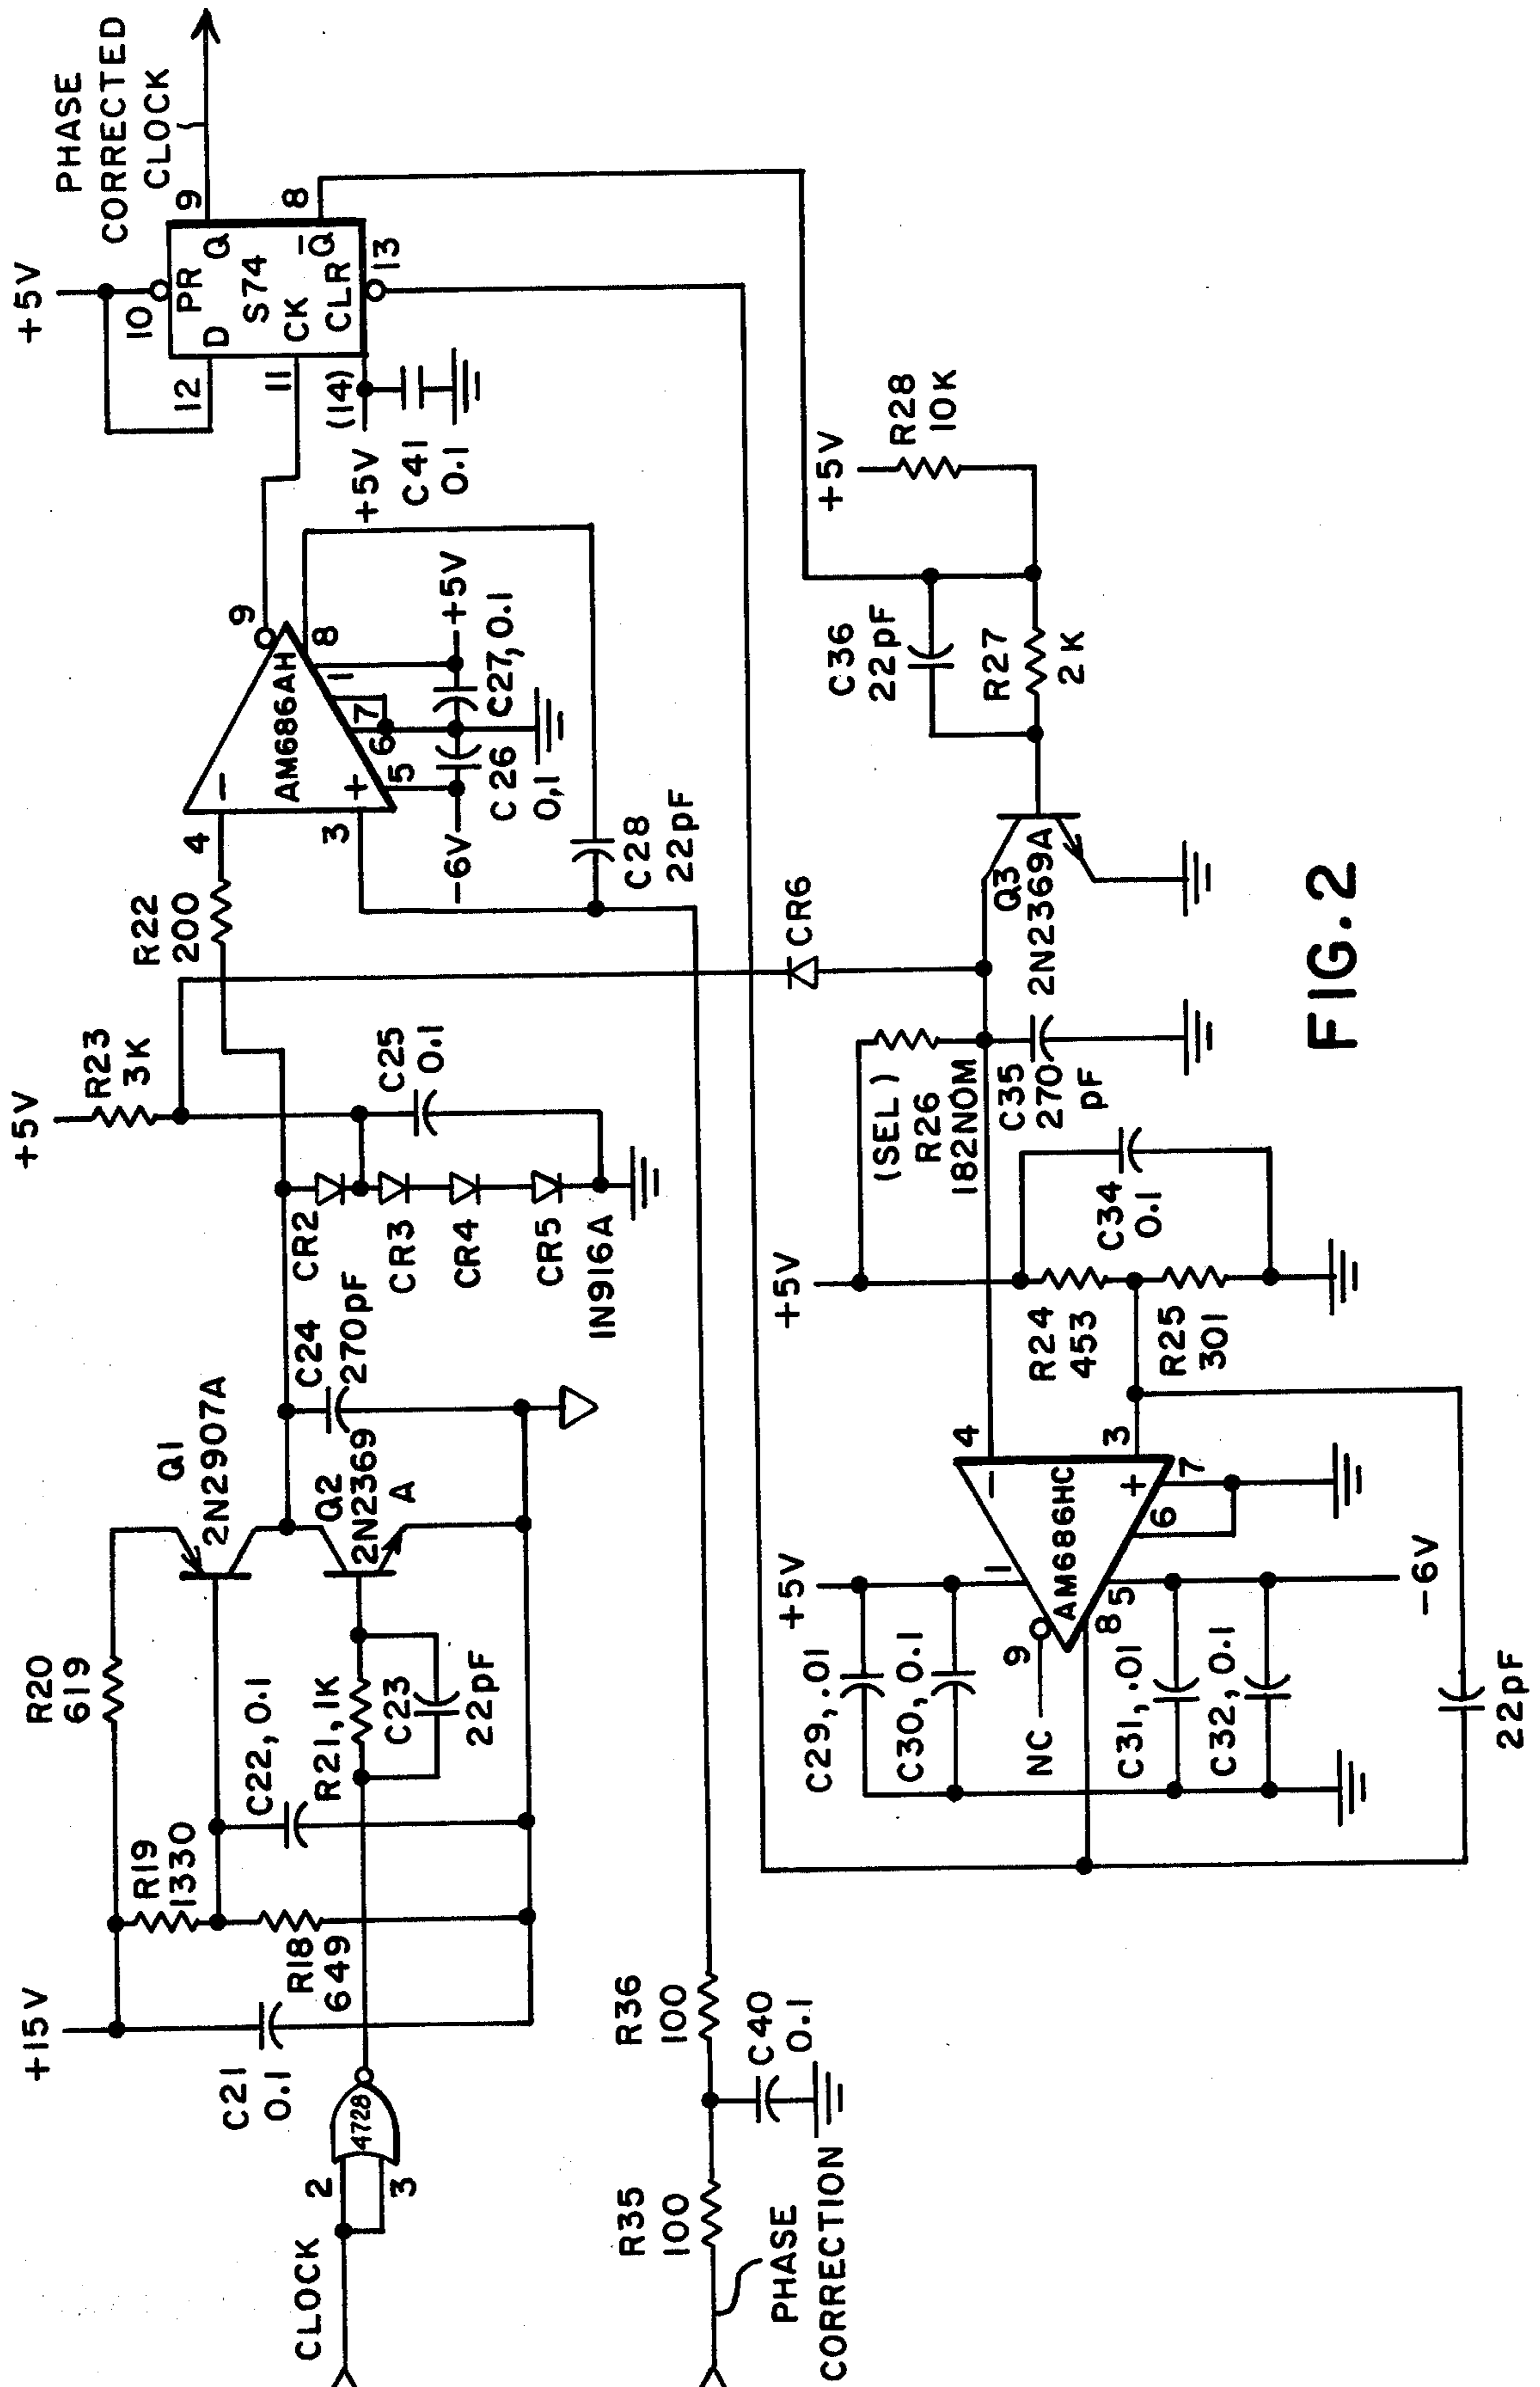 +15V
C21
0.1
R19
1330
R18
649
R20
619
C22, 0.1
R21, 1K
C23
22pF
Q1
2N2907A
Q2
2N2369
A
C24
270pF
CR2
CR3
CR4
CR5
1N916A
+5V
R23
3K
C25
0.1
R22
200
4
3
−
+
AM686AH
9
8
1
7
6
5
-6V
+5V
C26
0,1
C27, 0.1
C28
22pF
+5V
10
12
11
(14)
PR
D
Q
S74
CK
Q
CLR
9
8
13
+5V
C41
0.1
PHASE
CORRECTED
CLOCK
CLOCK
2
3
4728
PHASE
CORRECTION
R35
100
R36
100
C40
0.1
CR6
+5V
R28
10K
C36
22pF
R27
2K
Q3
2N2369A
(SEL)
R26
182NOM
C35
270
pF
C34
0.1
+5V
R24
453
R25
301
4
3
−
+
AM686HC
7
6
5
8
9
1
NC
+5V
C29, .01
C30, 0.1
C31, .01
C32, 0.1
-6V
22pF
FIG.2